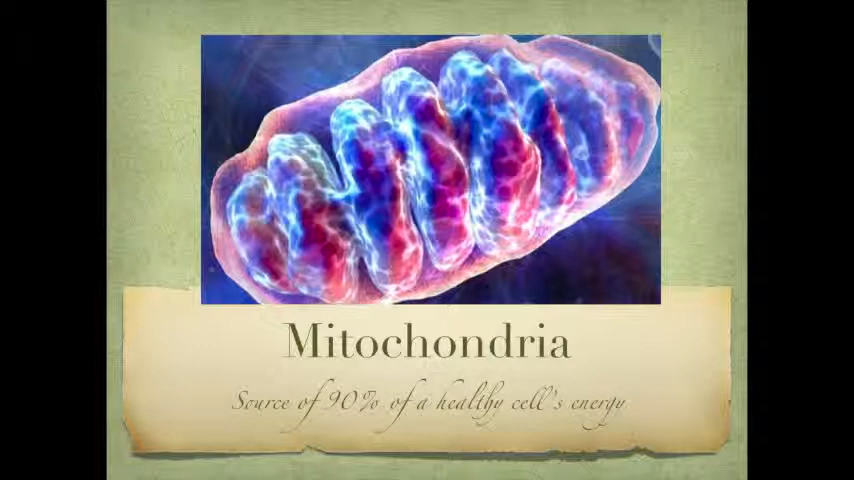 Mitochondria
Source of 90% of a healthy cell's energy